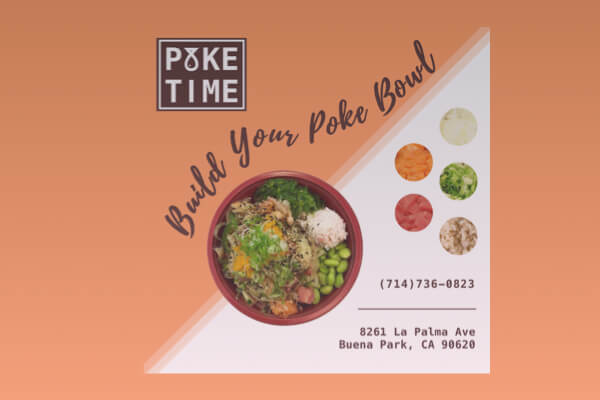 POKE
TIME
Build Your Poke Bowl
(714)736-0823
8261 La Palma Ave
Buena Park, CA 90620